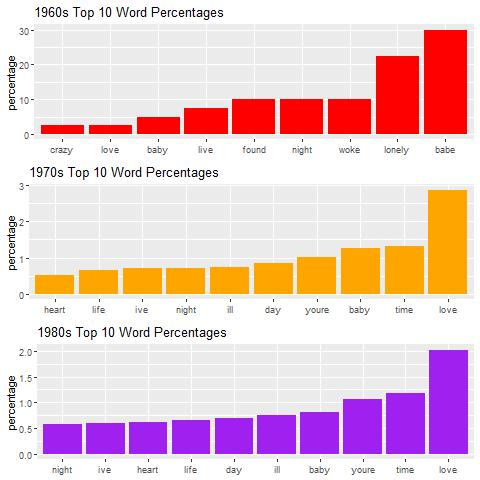 1960s Top 10 Word Percentages
percentage
30
20
10
0
crazy love baby live found night woke lonely babe
1970s Top 10 Word Percentages
percentage
3
2
1
0
heart life ive night ill day youre baby time love
1980s Top 10 Word Percentages
percentage
2.0
1.5
1.0
0.5
0.0
night ive heart life day ill baby youre time love